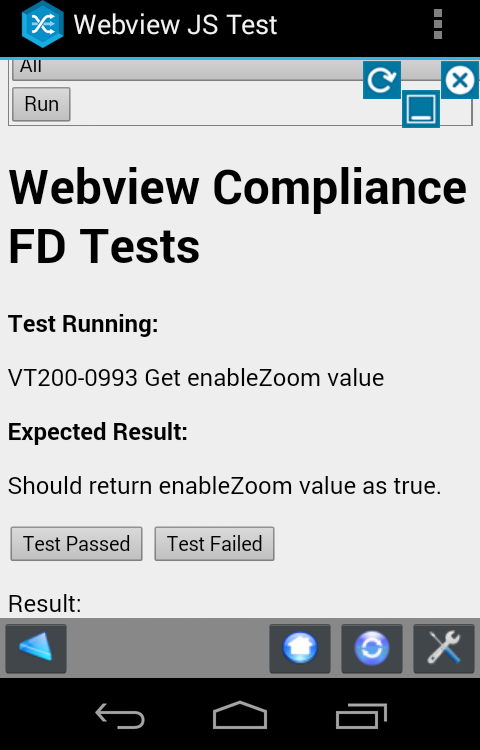 Webview JS Test
All
Run
Webview Compliance
FD Tests
Test Running:
VT200-0993 Get enableZoom value
Expected Result:
Should return enableZoom value as true.
Test Passed Test Failed
Result: